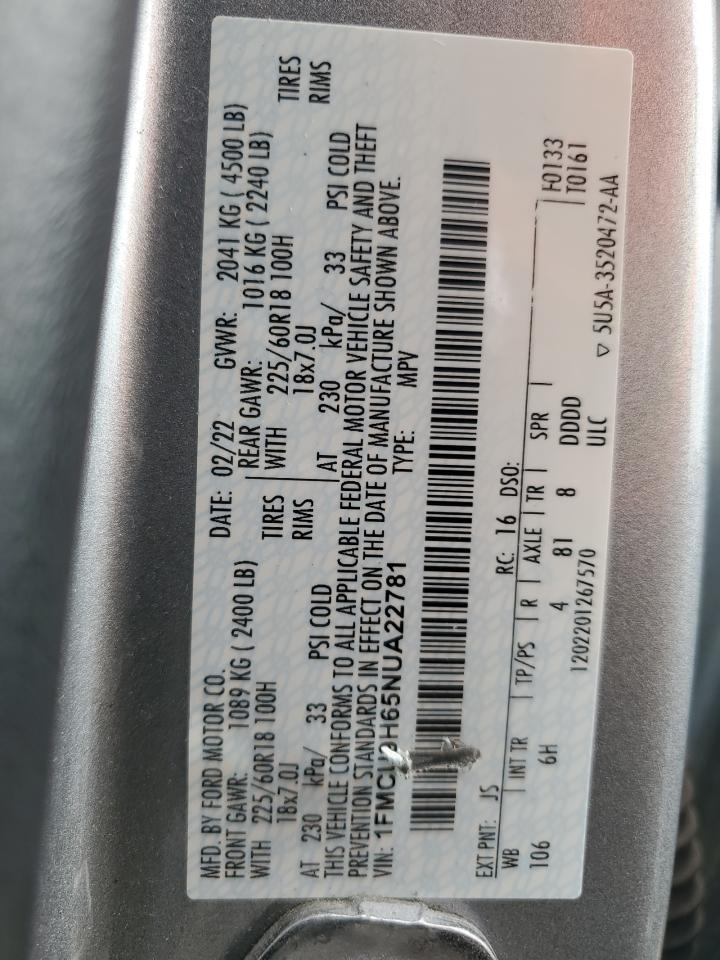 MFD. BY FORD MOTOR CO.
DATE: 02/22 GVWR: 2041 KG ( 4500 LB)
FRONT GAWR: 1089 KG ( 2400 LB) REAR GAWR: 1016 KG ( 2240 LB)
WITH 225/60R18 100H TIRES WITH 225/60R18 100H TIRES
18x7.0J RIMS 18x7.0J RIMS
AT 230 kPa/ 33 PSI COLD AT 230 kPa/ 33 PSI COLD
THIS VEHICLE CONFORMS TO ALL APPLICABLE FEDERAL MOTOR VEHICLE SAFETY AND THEFT
PREVENTION STANDARDS IN EFFECT ON THE DATE OF MANUFACTURE SHOWN ABOVE.
VIN: TYPE: MPV
EXT PNT: JS RC: 16 DSO:
WB INT TR TP/PS R AXLE TR SPR
106 6H 4 81 8 DDDD
F0133
T0161
1202201267570 ULC
▽ 5U5A-3520472-AA